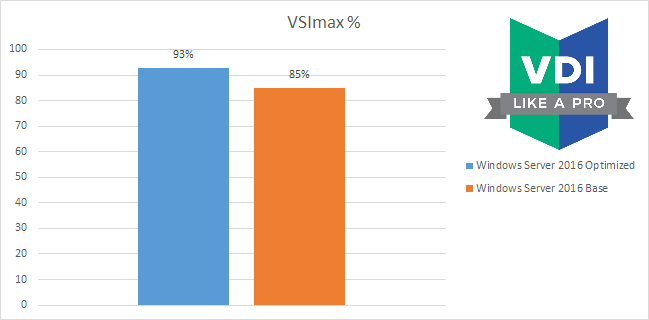 VSImax %
100
90
80
70
60
50
40
30
20
10
0
93%
85%
VDI
LIKE A PRO
Windows Server 2016 Optimized
Windows Server 2016 Base